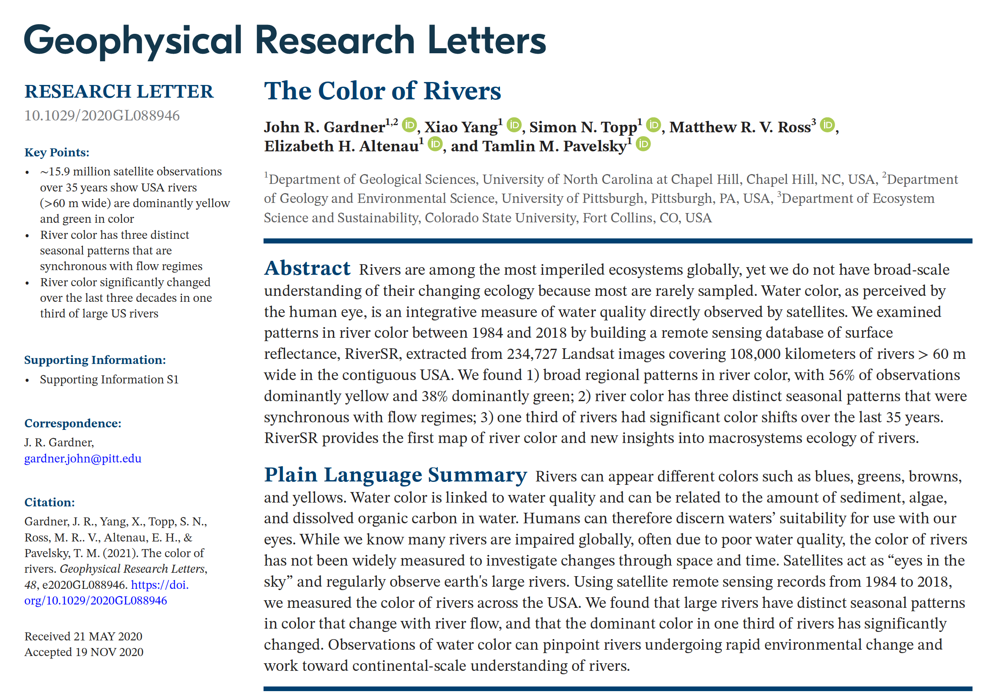 Geophysical Research Letters
RESEARCH LETTER
10.1029/2020GL088946
Key Points:
• ~15.9 million satellite observations
over 35 years show USA rivers
(>60 m wide) are dominantly yellow
and green in color
• River color has three distinct
seasonal patterns that are
synchronous with flow regimes
• River color significantly changed
over the last three decades in one
third of large US rivers
Supporting Information:
• Supporting Information S1
Correspondence:
J. R. Gardner,
gardner.john@pitt.edu
Citation:
Gardner, J. R., Yang, X., Topp, S. N.,
Ross, M. R.. V., Altenau, E. H., &
Pavelsky, T. M. (2021). The color of
rivers. Geophysical Research Letters,
48, e2020GL088946. https://doi.
org/10.1029/2020GL088946
Received 21 MAY 2020
Accepted 19 NOV 2020
The Color of Rivers
John R. Gardner1,2 iD, Xiao Yang1 iD, Simon N. Topp1 iD, Matthew R. V. Ross3 iD,
Elizabeth H. Altenau1 iD, and Tamlin M. Pavelsky1 iD
1Department of Geological Sciences, University of North Carolina at Chapel Hill, Chapel Hill, NC, USA, 2Department
of Geology and Environmental Science, University of Pittsburgh, Pittsburgh, PA, USA, 3Department of Ecosystem
Science and Sustainability, Colorado State University, Fort Collins, CO, USA
Abstract Rivers are among the most imperiled ecosystems globally, yet we do not have broad-scale
understanding of their changing ecology because most are rarely sampled. Water color, as perceived by
the human eye, is an integrative measure of water quality directly observed by satellites. We examined
patterns in river color between 1984 and 2018 by building a remote sensing database of surface
reflectance, RiverSR, extracted from 234,727 Landsat images covering 108,000 kilometers of rivers > 60 m
wide in the contiguous USA. We found 1) broad regional patterns in river color, with 56% of observations
dominantly yellow and 38% dominantly green; 2) river color has three distinct seasonal patterns that were
synchronous with flow regimes; 3) one third of rivers had significant color shifts over the last 35 years.
RiverSR provides the first map of river color and new insights into macrosystems ecology of rivers.
Plain Language Summary Rivers can appear different colors such as blues, greens, browns,
and yellows. Water color is linked to water quality and can be related to the amount of sediment, algae,
and dissolved organic carbon in water. Humans can therefore discern waters’ suitability for use with our
eyes. While we know many rivers are impaired globally, often due to poor water quality, the color of rivers
has not been widely measured to investigate changes through space and time. Satellites act as “eyes in the
sky” and regularly observe earth's large rivers. Using satellite remote sensing records from 1984 to 2018,
we measured the color of rivers across the USA. We found that large rivers have distinct seasonal patterns
in color that change with river flow, and that the dominant color in one third of rivers has significantly
changed. Observations of water color can pinpoint rivers undergoing rapid environmental change and
work toward continental-scale understanding of rivers.